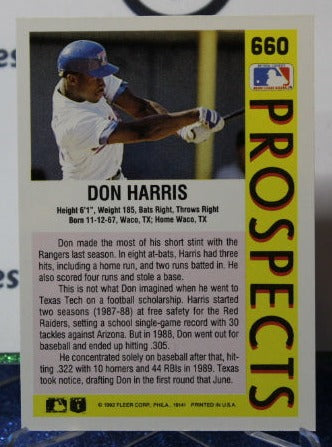 660
PROSPECTS
DON HARRIS
Height 6'1", Weight 185, Bats Right, Throws Right
Born 11-12-67, Waco, TX; Home Waco, TX
Don made the most of his short stint with the
Rangers last season. In eight at-bats, Harris had three
hits, including a home run, and two runs batted in. He
also scored four runs and stole a base.
This is not what Don imagined when he went to
Texas Tech on a football scholarship. Harris started
two seasons (1987-88) at free safety for the Red
Raiders, setting a school single-game record with 30
tackles against Arizona. But in 1988, Don went out for
baseball and ended up hitting .305.
He concentrated solely on baseball after that, hit-
ting .322 with 10 homers and 44 RBIs in 1989. Texas
took notice, drafting Don in the first round that June.
© 1992 FLEER CORP., PHILA., 19141 PRINTED IN U.S.A.